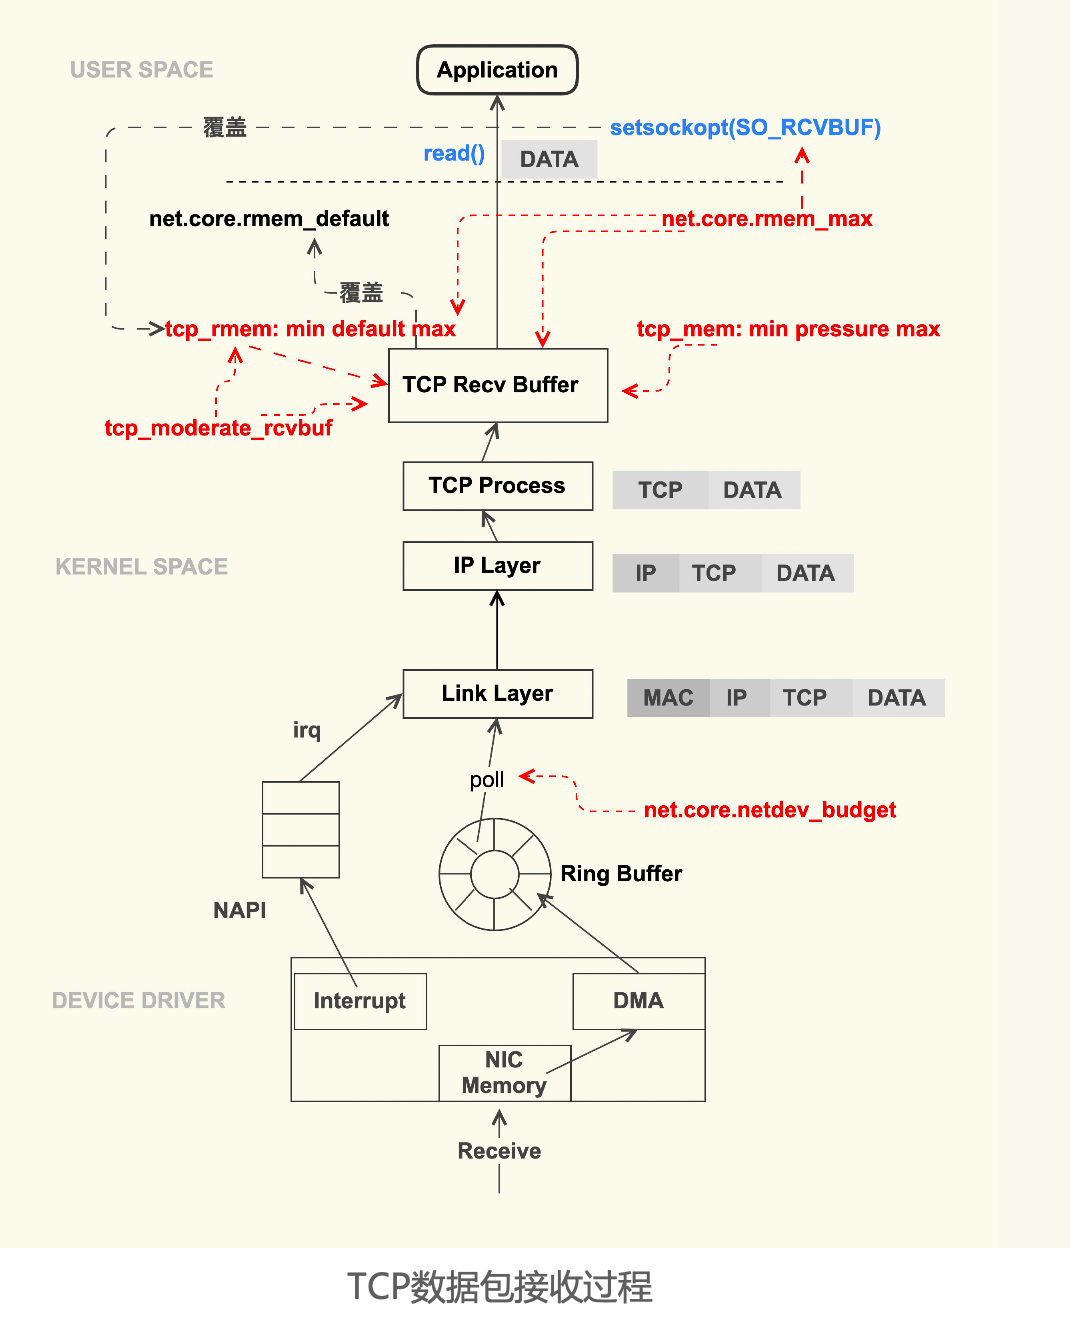 USER SPACE
Application
覆盖
setsockopt(SO_RCVBUF)
read()
DATA
net.core.rmem_default
net.core.rmem_max
覆盖
tcp_rmem: min default max
tcp_mem: min pressure max
TCP Recv Buffer
tcp_moderate_rcvbuf
TCP Process
TCP DATA
KERNEL SPACE
IP Layer
IP TCP DATA
Link Layer
MAC IP TCP DATA
irq
poll
net.core.netdev_budget
Ring Buffer
NAPI
DEVICE DRIVER
Interrupt
DMA
NIC
Memory
Receive
TCP数据包接收过程